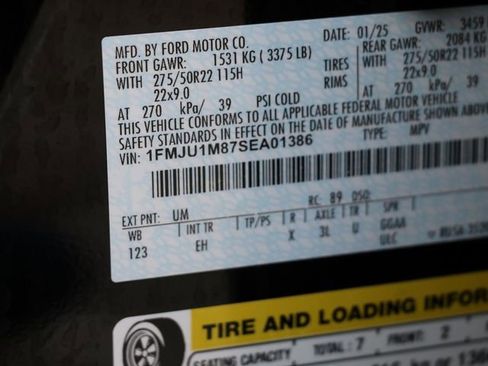 MFD. BY FORD MOTOR CO.
DATE: 01/25 GVWR: 3459
FRONT GAWR: 1531 KG ( 3375 LB) REAR GAWR: 2084 KG
WITH 275/50R22 115H TIRES WITH 275/50R22 115H
22x9.0 RIMS 22x9.0
AT 270 kPa/ 39 PSI COLD AT 270 kPa/ 39
THIS VEHICLE CONFORMS TO ALL APPLICABLE FEDERAL MOTOR VEHICLE
SAFETY STANDARDS IN EFFECT ON THE DATE OF MANUFACTURE SHOWN ABOVE
VIN: 1FMJU1M87SEA01386 TYPE: MPV
RC: 89 050
EXT PNT: UM
WB INT TR TP/PS R AXLE TR SPR
123 EH X 3L U GGAA
ULC
TIRE AND LOADING INFOR
SEATING CAPACITY TOTAL: 7 FRONT: 2